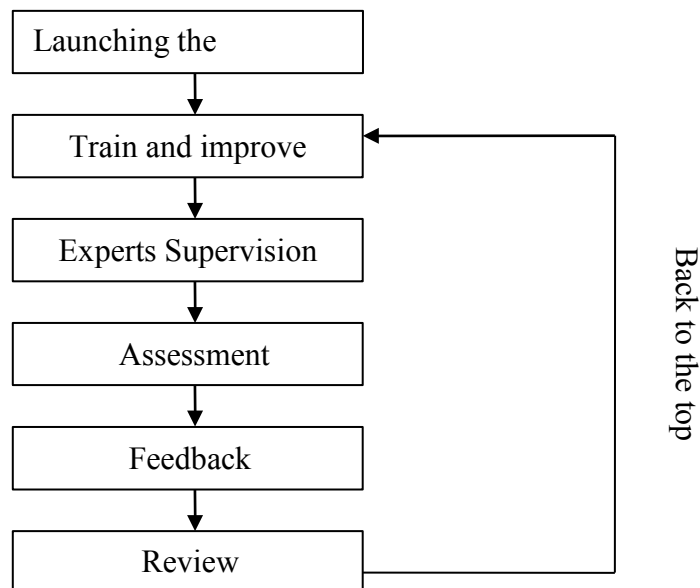 Launching the
Train and improve
Experts Supervision
Assessment
Feedback
Review
Back to the top